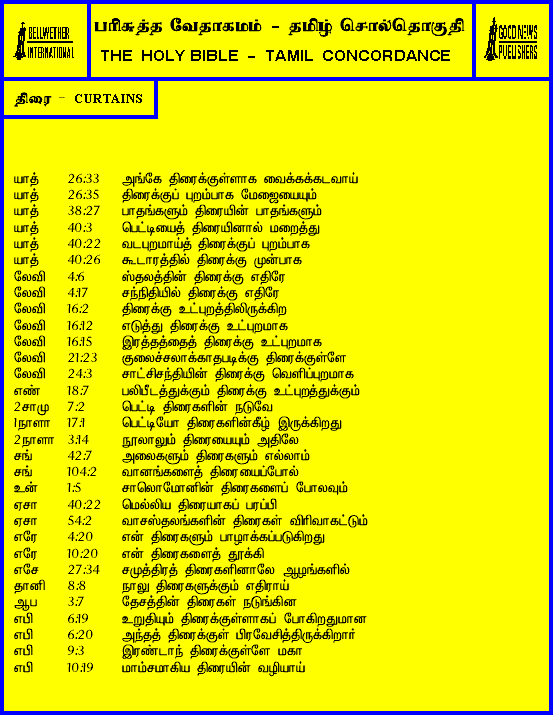 BELLWETHER
INTERNATIONAL
பரிசுத்த வேதாகமம் - தமிழ் சொல்தொகுதி
THE HOLY BIBLE - TAMIL CONCORDANCE
GOOD NEWS
PUBLISHERS
திரை - CURTAINS
யாத் 26:33 அங்கே திரைக்குள்ளாக வைக்கக்கடவாய்
யாத் 26:35 திரைக்குப் புறம்பாக மேஜையையும்
யாத் 38:27 பாதங்களும் திரையின் பாதங்களும்
யாத் 40:3 பெட்டியைத் திரையினால் மறைத்து
யாத் 40:22 வடபுறமாய்த் திரைக்குப் புறம்பாக
யாத் 40:26 கூடாரத்தில் திரைக்கு முன்பாக
லேவி 4:6 ஸ்தலத்தின் திரைக்கு எதிரே
லேவி 4:17 சந்நிதியில் திரைக்கு எதிரே
லேவி 16:2 திரைக்கு உட்புறத்திலிருக்கிற
லேவி 16:12 எடுத்து திரைக்கு உட்புறமாக
லேவி 16:15 இரத்தத்தைத் திரைக்கு உட்புறமாக
லேவி 21:23 குலைச்சலாக்காதபடிக்கு திரைக்குள்ளே
லேவி 24:3 சாட்சிசந்தியின் திரைக்கு வெளிப்புறமாக
எண் 18:7 பலிபீடத்துக்கும் திரைக்கு உட்புறத்துக்கும்
2சாமு 7:2 பெட்டி திரைகளின் நடுவே
1நாளா 17:1 பெட்டியோ திரைகளின்கீழ் இருக்கிறது
2நாளா 3:14 நூலாலும் திரையையும் அதிலே
சங் 42:7 அலைகளும் திரைகளும் எல்லாம்
சங் 104:2 வானங்களைத் திரையைப்போல்
உன் 1:5 சாலொமோனின் திரைகளைப் போலவும்
ஏசா 40:22 மெல்லிய திரையாகப் பரப்பி
ஏசா 54:2 வாசஸ்தலங்களின் திரைகள் விரிவாகட்டும்
எரே 4:20 என் திரைகளும் பாழாக்கப்படுகிறது
எரே 10:20 என் திரைகளைத் தூக்கி
எசே 27:34 சமுத்திரத் திரைகளினாலே ஆழங்களில்
தானி 8:8 நாலு திரைகளுக்கும் எதிராய்
ஆப 3:7 தேசத்தின் திரைகள் நடுங்கின
எபி 6:19 உறுதியும் திரைக்குள்ளாகப் போகிறதுமான
எபி 6:20 அந்தத் திரைக்குள் பிரவேசித்திருக்கிறார்
எபி 9:3 இரண்டாந் திரைக்குள்ளே மகா
எபி 10:19 மாம்சமாகிய திரையின் வழியாய்